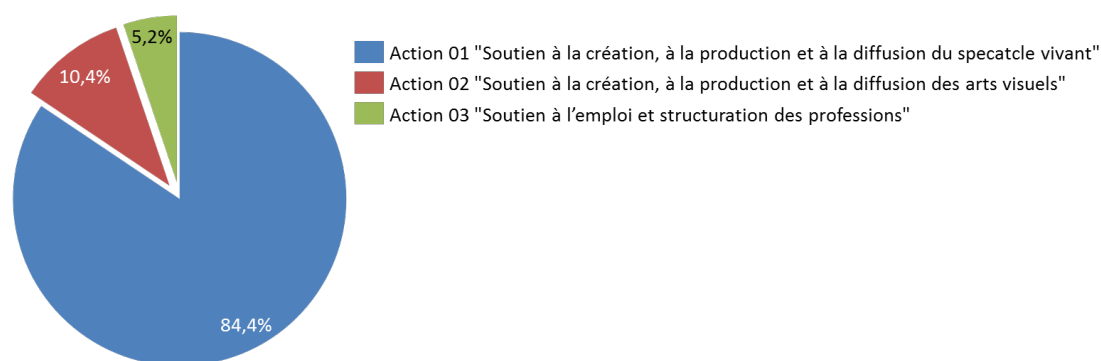 5,2%
10,4%
84,4%
Action 01 "Soutien à la création, à la production et à la diffusion du specatcle vivant"
Action 02 "Soutien à la création, à la production et à la diffusion des arts visuels"
Action 03 "Soutien à l’emploi et structuration des professions"